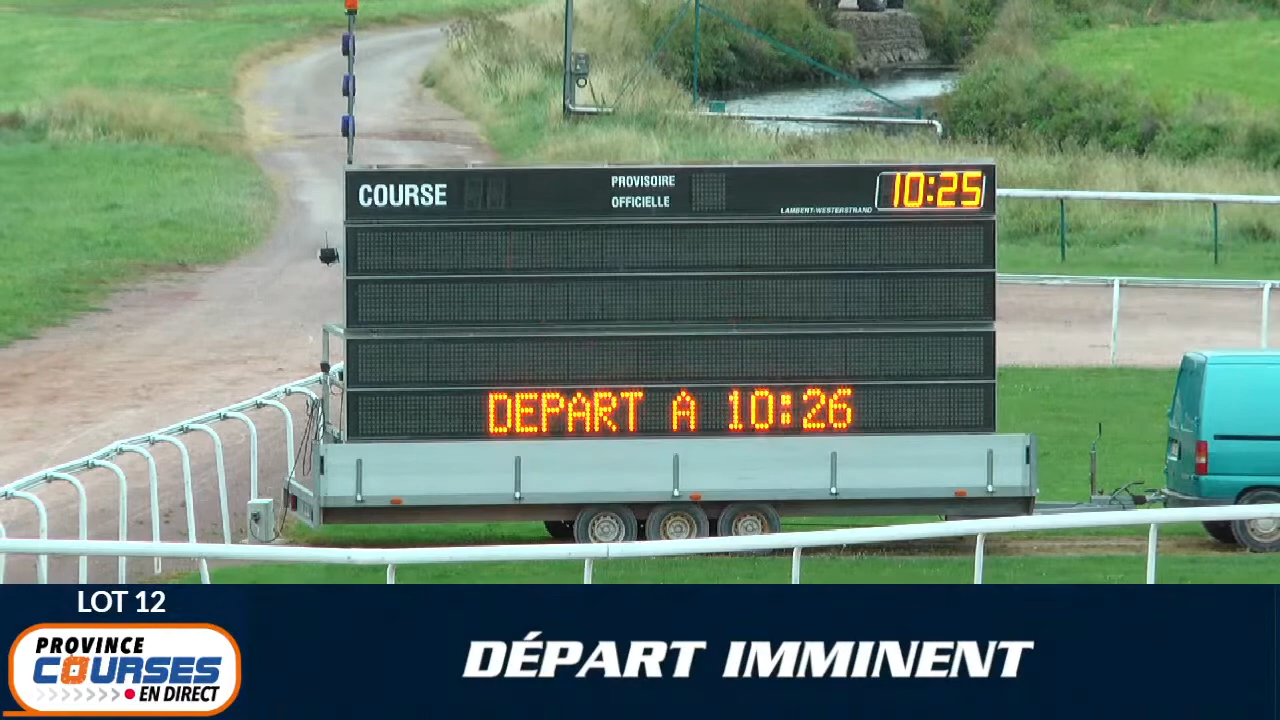 COURSE
PROVISOIRE
OFFICIELLE
LAMBERT-WESTERSTRAND
10:25
DEPART A 10:26
LOT 12
PROVINCE
COURSES
EN DIRECT
DÉPART IMMINENT